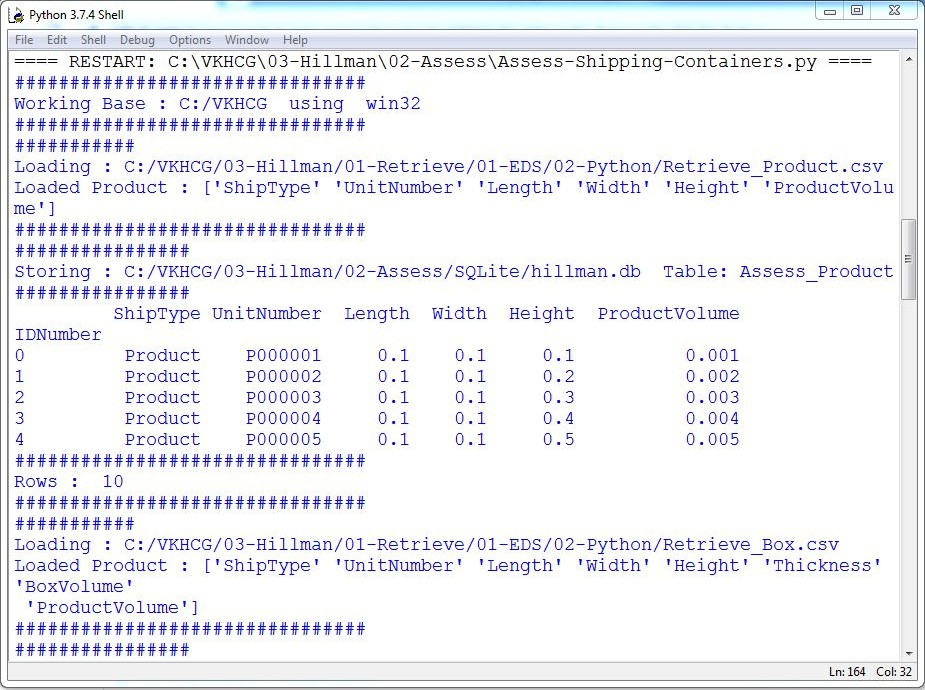 Python 3.7.4 Shell
File Edit Shell Debug Options Window Help
==== RESTART: C:\VKHCG\03-Hillman\02-Assess\Assess-Shipping-Containers.py ====
################################
Working Base : C:/VKHCG  using  win32
################################
###########
Loading : C:/VKHCG/03-Hillman/01-Retrieve/01-EDS/02-Python/Retrieve_Product.csv
Loaded Product : ['ShipType' 'UnitNumber' 'Length' 'Width' 'Height' 'ProductVolu
me']
################################
################
Storing : C:/VKHCG/03-Hillman/02-Assess/SQLite/hillman.db  Table: Assess_Product
################
         ShipType UnitNumber  Length  Width  Height  ProductVolume
IDNumber
0         Product    P000001     0.1    0.1     0.1          0.001
1         Product    P000002     0.1    0.1     0.2          0.002
2         Product    P000003     0.1    0.1     0.3          0.003
3         Product    P000004     0.1    0.1     0.4          0.004
4         Product    P000005     0.1    0.1     0.5          0.005
################################
Rows :  10
################################
###########
Loading : C:/VKHCG/03-Hillman/01-Retrieve/01-EDS/02-Python/Retrieve_Box.csv
Loaded Product : ['ShipType' 'UnitNumber' 'Length' 'Width' 'Height' 'Thickness'
'BoxVolume'
 'ProductVolume']
################################
################
Ln: 164 Col: 32